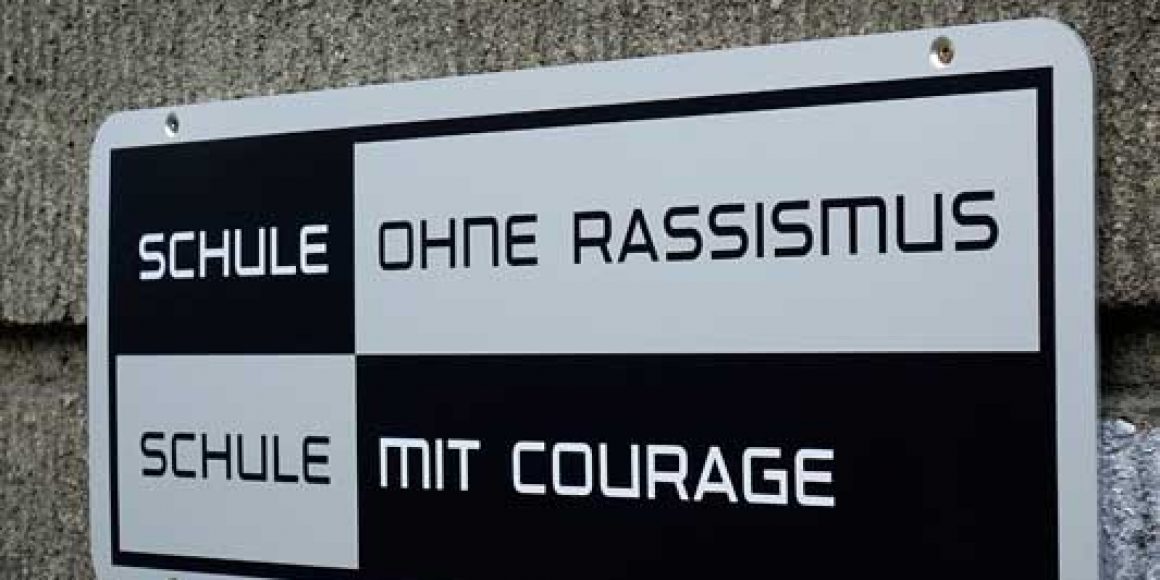 SCHULE OHNE RASSISMUS
SCHULE MIT COURAGE